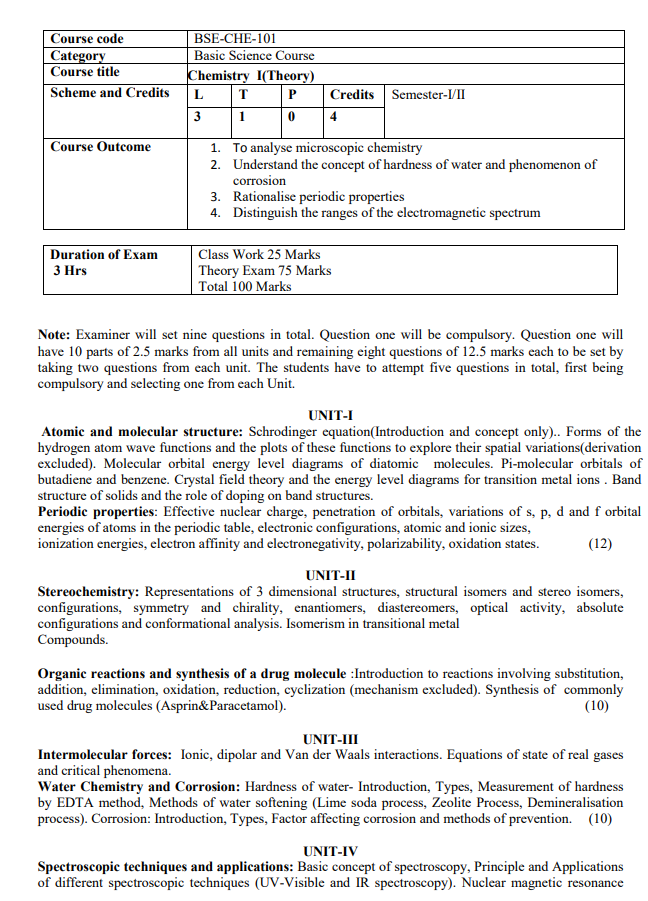 Course code BSE-CHE-101
Category Basic Science Course
Course title Chemistry I(Theory)
Scheme and Credits L T P Credits Semester-I/II
3 1 0 4
Course Outcome 1. To analyse microscopic chemistry
2. Understand the concept of hardness of water and phenomenon of
corrosion
3. Rationalise periodic properties
4. Distinguish the ranges of the electromagnetic spectrum
Duration of Exam Class Work 25 Marks
3 Hrs Theory Exam 75 Marks
Total 100 Marks
Note: Examiner will set nine questions in total. Question one will be compulsory. Question one will
have 10 parts of 2.5 marks from all units and remaining eight questions of 12.5 marks each to be set by
taking two questions from each unit. The students have to attempt five questions in total, first being
compulsory and selecting one from each Unit.
UNIT-I
Atomic and molecular structure: Schrodinger equation(Introduction and concept only).. Forms of the
hydrogen atom wave functions and the plots of these functions to explore their spatial variations(derivation
excluded). Molecular orbital energy level diagrams of diatomic molecules. Pi-molecular orbitals of
butadiene and benzene. Crystal field theory and the energy level diagrams for transition metal ions . Band
structure of solids and the role of doping on band structures.
Periodic properties: Effective nuclear charge, penetration of orbitals, variations of s, p, d and f orbital
energies of atoms in the periodic table, electronic configurations, atomic and ionic sizes,
ionization energies, electron affinity and electronegativity, polarizability, oxidation states. (12)
UNIT-II
Stereochemistry: Representations of 3 dimensional structures, structural isomers and stereo isomers,
configurations, symmetry and chirality, enantiomers, diastereomers, optical activity, absolute
configurations and conformational analysis. Isomerism in transitional metal
Compounds.
Organic reactions and synthesis of a drug molecule :Introduction to reactions involving substitution,
addition, elimination, oxidation, reduction, cyclization (mechanism excluded). Synthesis of commonly
used drug molecules (Asprin&Paracetamol). (10)
UNIT-III
Intermolecular forces: Ionic, dipolar and Van der Waals interactions. Equations of state of real gases
and critical phenomena.
Water Chemistry and Corrosion: Hardness of water- Introduction, Types, Measurement of hardness
by EDTA method, Methods of water softening (Lime soda process, Zeolite Process, Demineralisation
process). Corrosion: Introduction, Types, Factor affecting corrosion and methods of prevention. (10)
UNIT-IV
Spectroscopic techniques and applications: Basic concept of spectroscopy, Principle and Applications
of different spectroscopic techniques (UV-Visible and IR spectroscopy). Nuclear magnetic resonance